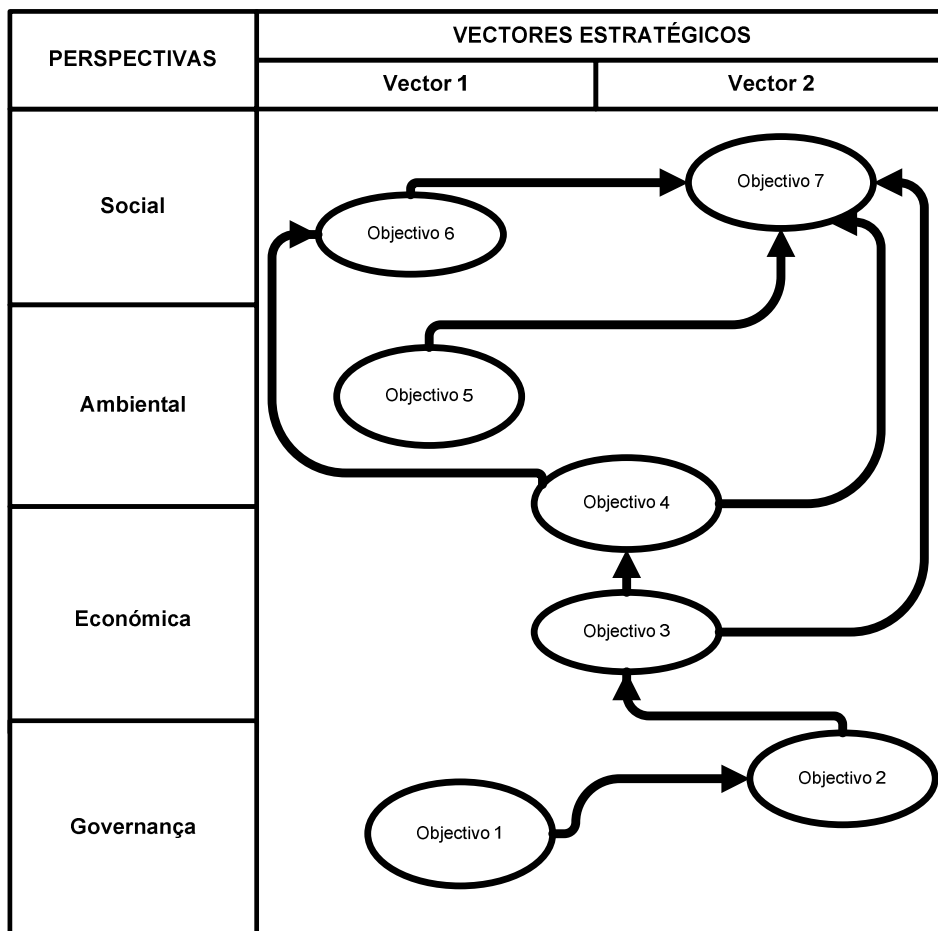 PERSPECTIVAS
VECTORES ESTRATÉGICOS
Vector 1
Vector 2
Social
Objectivo 7
Objectivo 6
Ambiental
Objectivo 5
Objectivo 4
Económica
Objectivo 3
Governança
Objectivo 2
Objectivo 1